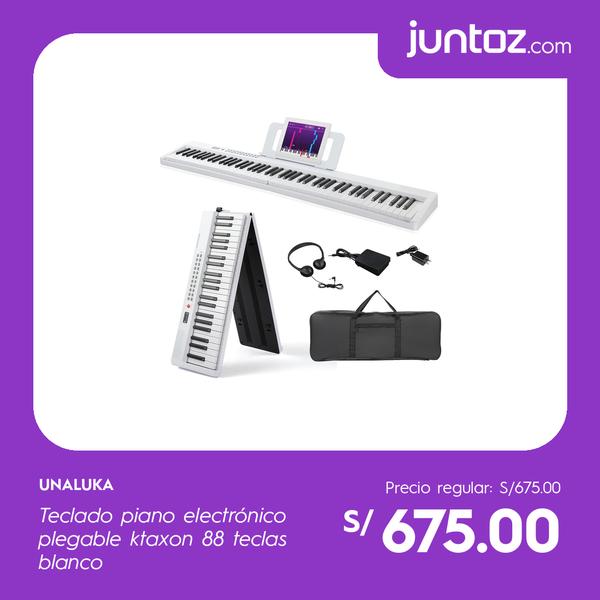 juntoz.com
UNALUKA
Teclado piano electrónico
plegable ktaxon 88 teclas
blanco
Precio regular: S/675.00
S/ 675.00